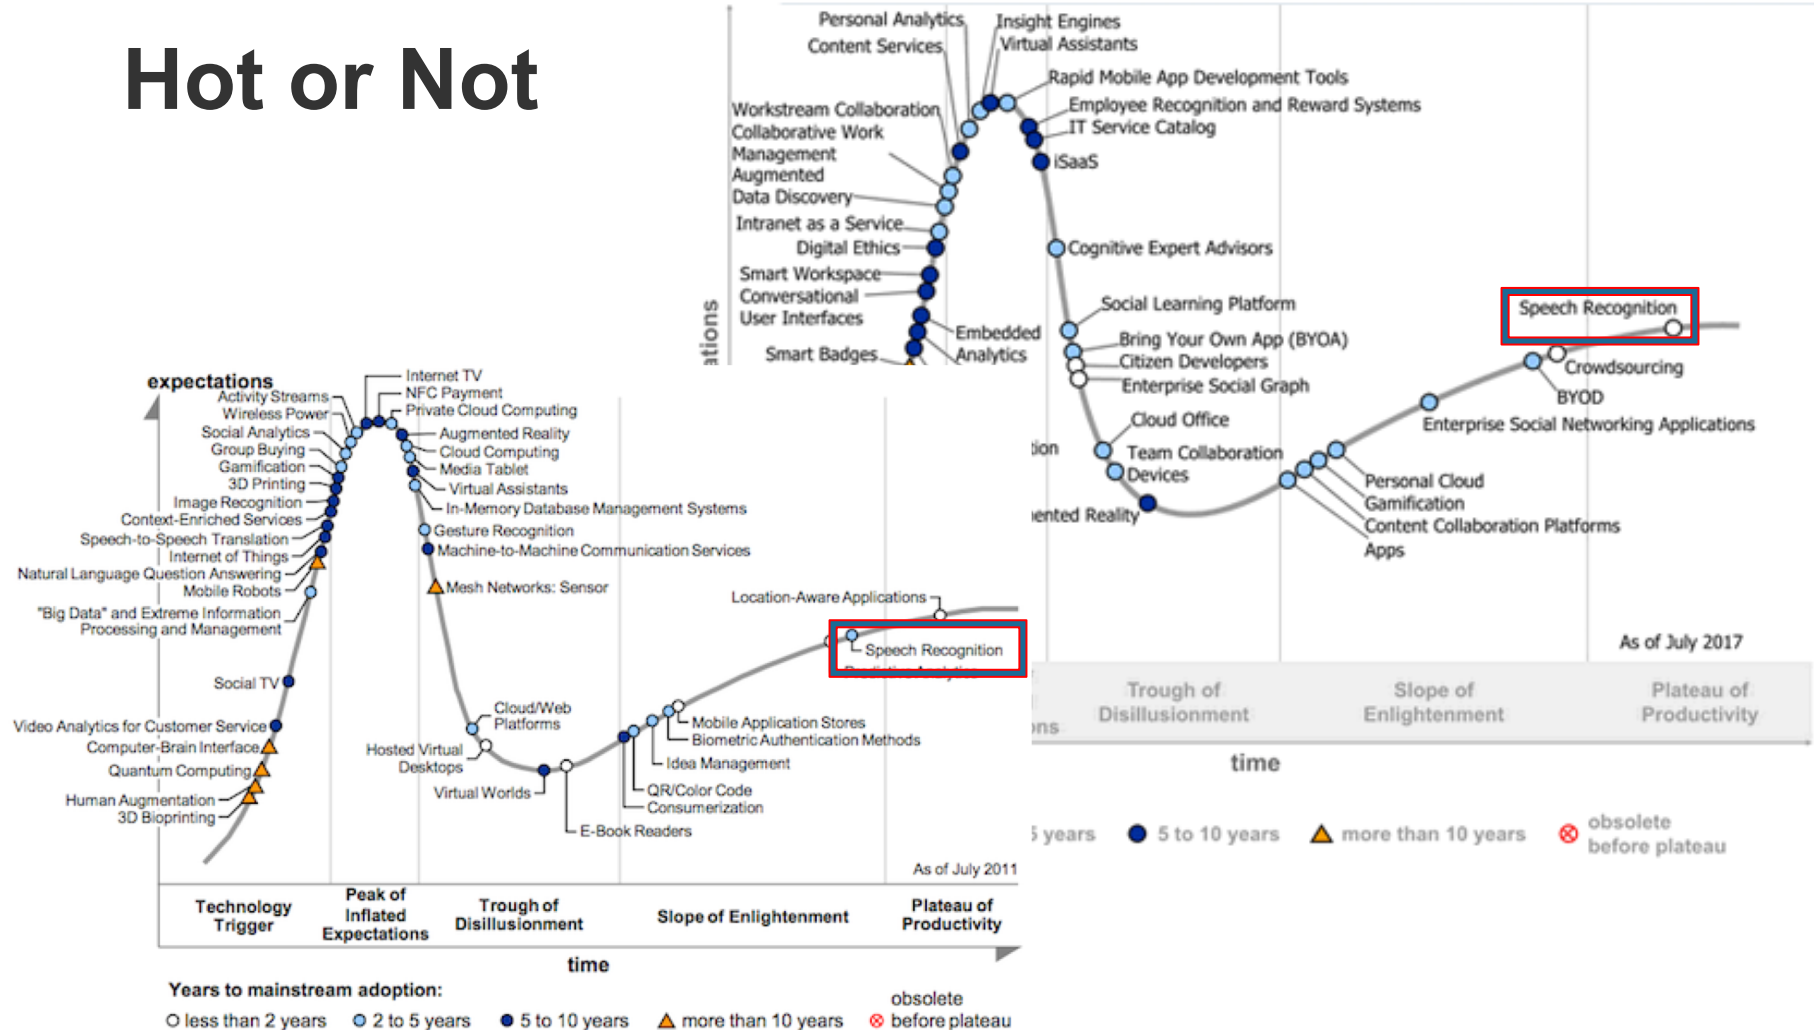 Hot or Not
Personal Analytics
Insight Engines
Content Services
Virtual Assistants
Rapid Mobile App Development Tools
Workstream Collaboration
Employee Recognition and Reward Systems
Collaborative Work
Management
IT Service Catalog
iSaaS
Augmented
Data Discovery
Intranet as a Service
Digital Ethics
Cognitive Expert Advisors
Smart Workspace
Conversational
User Interfaces
Embedded
Analytics
Smart Badges
Social Learning Platform
Bring Your Own App (BYOA)
Citizen Developers
Enterprise Social Graph
Cloud Office
Team Collaboration
Devices
ented Reality
Speech Recognition
Crowdsourcing
BYOD
Enterprise Social Networking Applications
Personal Cloud
Gamification
Content Collaboration Platforms
Apps
As of July 2017
Trough of
Disillusionment
Slope of
Enlightenment
Plateau of
Productivity
time
5 years
5 to 10 years
more than 10 years
obsolete
before plateau
expectations
Activity Streams
Wireless Power
Social Analytics
Group Buying
Gamification
3D Printing
Image Recognition
Context-Enriched Services
Speech-to-Speech Translation
Internet of Things
Natural Language Question Answering
Mobile Robots
"Big Data" and Extreme Information
Processing and Management
Social TV
Video Analytics for Customer Service
Computer-Brain Interface
Quantum Computing
Human Augmentation
3D Bioprinting
Internet TV
NFC Payment
Private Cloud Computing
Augmented Reality
Cloud Computing
Media Tablet
Virtual Assistants
In-Memory Database Management Systems
Gesture Recognition
Machine-to-Machine Communication Services
Mesh Networks: Sensor
Location-Aware Applications
Speech Recognition
Cloud/Web
Platforms
Hosted Virtual
Desktops
Virtual Worlds
E-Book Readers
Mobile Application Stores
Biometric Authentication Methods
Idea Management
QR/Color Code
Consumerization
As of July 2011
Technology
Trigger
Peak of
Inflated
Expectations
Trough of
Disillusionment
Slope of Enlightenment
Plateau of
Productivity
time
Years to mainstream adoption:
less than 2 years
2 to 5 years
5 to 10 years
more than 10 years
obsolete
before plateau